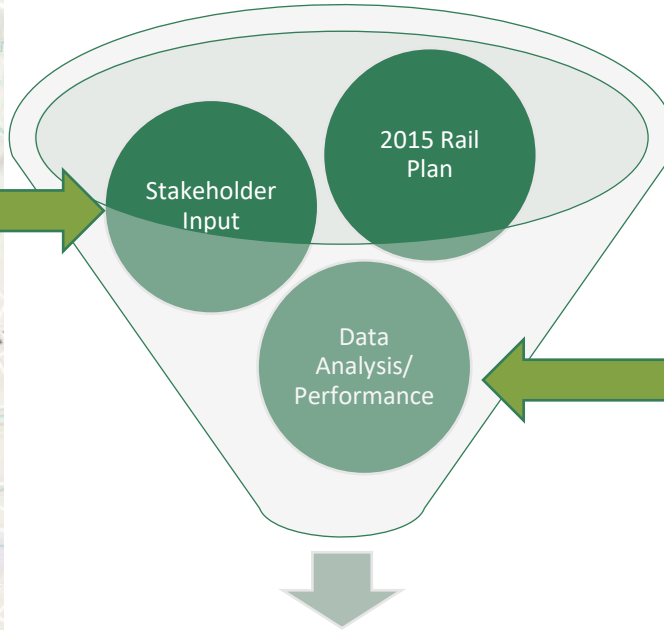 2015 Rail
Plan
Stakeholder
Input
Data
Analysis/
Performance